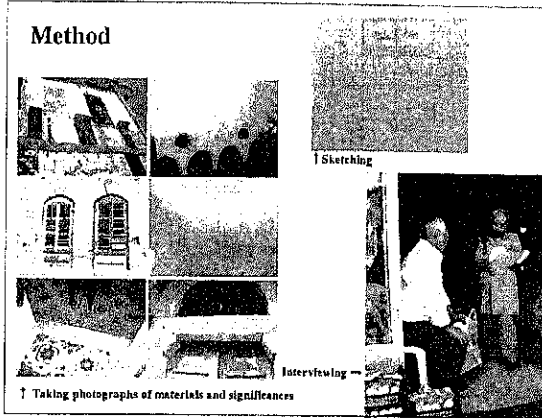 Method
↑ Sketching
Interviewing →
↑ Taking photographs of materials and significances